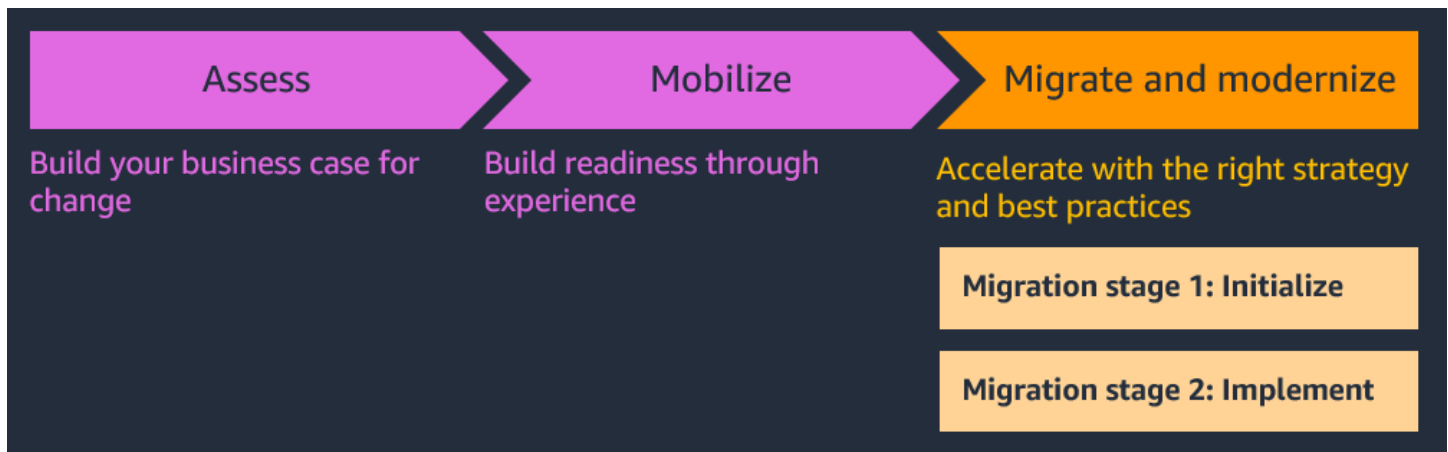 Assess
Mobilize
Migrate and modernize
Build your business case for
change
Build readiness through
experience
Accelerate with the right strategy
and best practices
Migration stage 1: Initialize
Migration stage 2: Implement